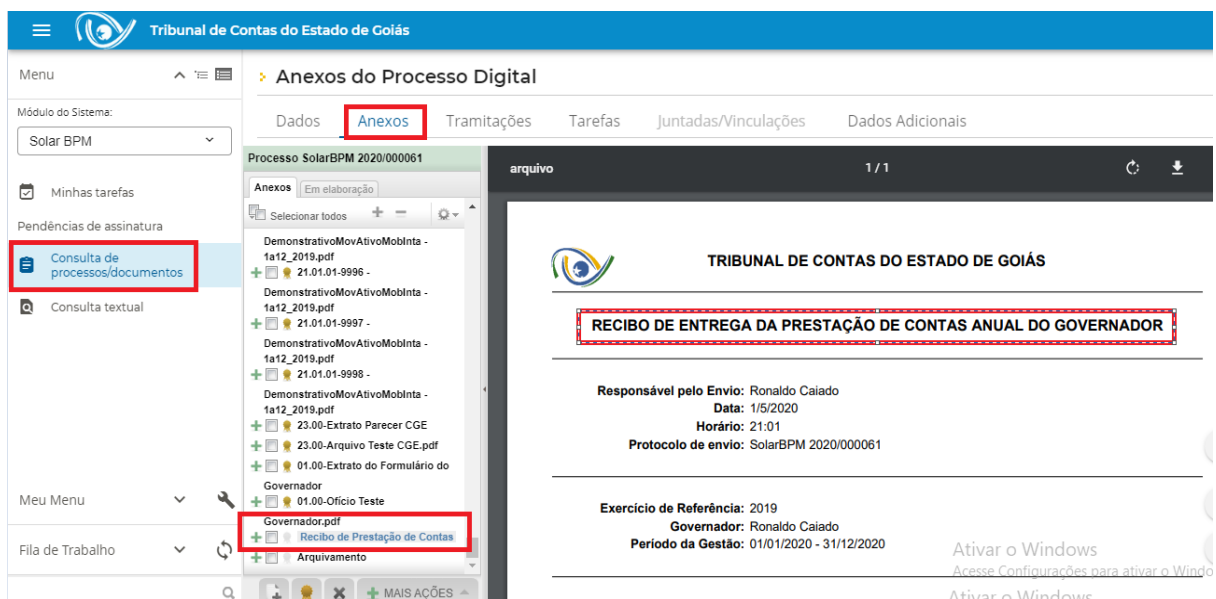 Tribunal de Contas do Estado de Goiás
Menu
Módulo do Sistema:
Solar BPM
Minhas tarefas
Pendências de assinatura
Consulta de
processos/documentos
Consulta textual
Meu Menu
Fila de Trabalho
Anexos do Processo Digital
Dados Anexos Tramitações Tarefas Juntadas/Vinculações Dados Adicionais
Processo SolarBPM 2020/000061
Anexos Em elaboração
Selecionar todos
DemonstrativoMovAtivoMobInta -
1a12_2019.pdf
21.01.01-9996 -
DemonstrativoMovAtivoMobInta -
1a12_2019.pdf
21.01.01-9997 -
DemonstrativoMovAtivoMobInta -
1a12_2019.pdf
21.01.01-9998 -
DemonstrativoMovAtivoMobInta -
1a12_2019.pdf
23.00-Extrato Parecer CGE
23.00-Arquivo Teste CGE.pdf
01.00-Extrato do Formulário do
Governador
01.00-Ofício Teste
Governador.pdf
Recibo de Prestação de Contas
Arquivamento
MAIS AÇÕES
arquivo 1 / 1
TRIBUNAL DE CONTAS DO ESTADO DE GOIÁS
RECIBO DE ENTREGA DA PRESTAÇÃO DE CONTAS ANUAL DO GOVERNADOR
Responsável pelo Envio: Ronaldo Caiado
Data: 1/5/2020
Horário: 21:01
Protocolo de envio: SolarBPM 2020/000061
Exercício de Referência: 2019
Governador: Ronaldo Caiado
Período da Gestão: 01/01/2020 - 31/12/2020
Ativar o Windows
Acesse Configurações para ativar o Windo
Ativar o Windows